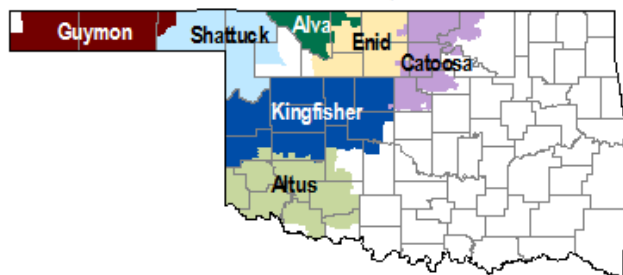 Alva
Guymon
Shattuck
Enid
Catoosa
Kingfisher
Altus